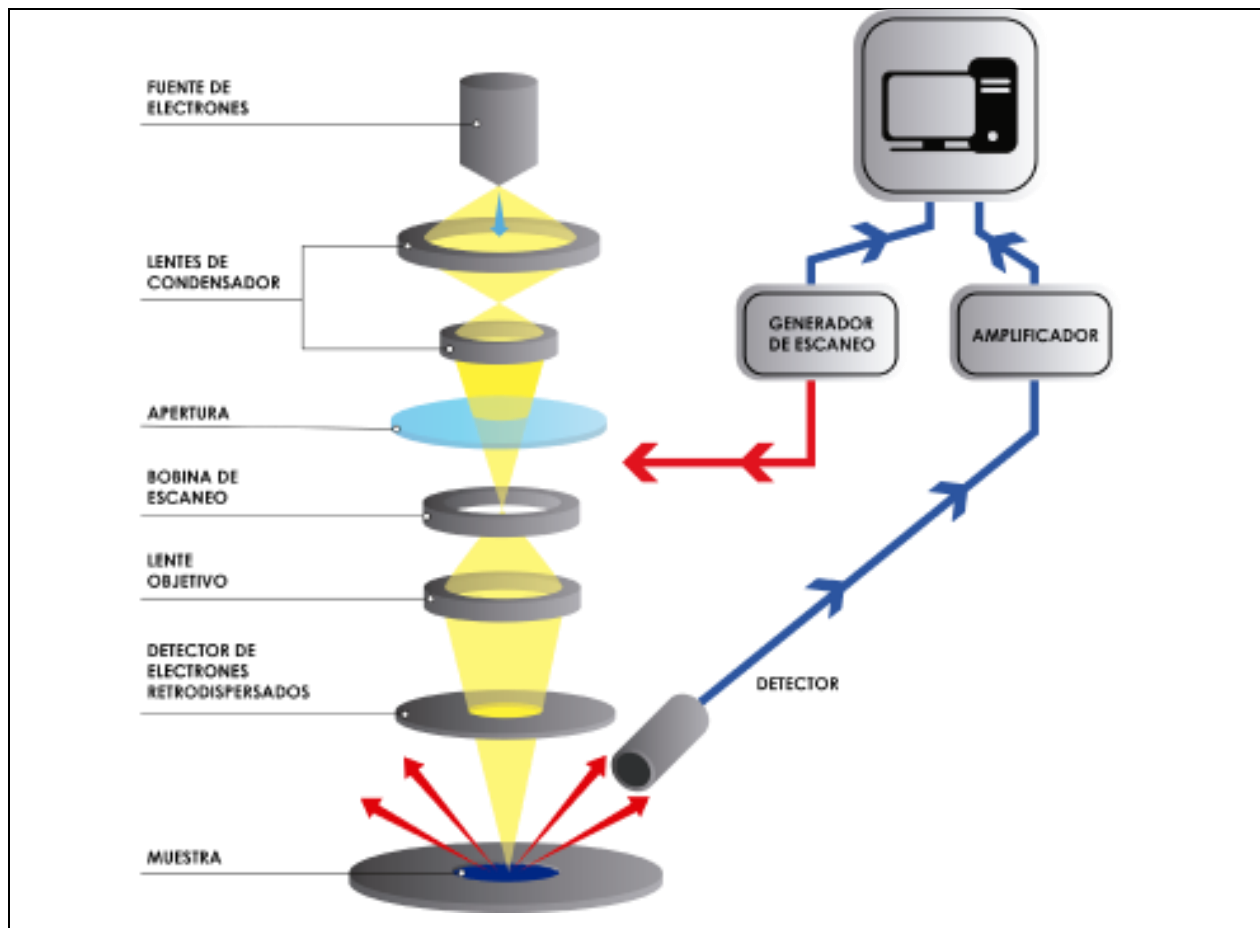 FUENTE DE
ELECTRONES
LENTES DE
CONDENSADOR
APERTURA
BOBINA DE
ESCANEO
LENTE
OBJETIVO
DETECTOR DE
ELECTRONES
RETRODISPERSADOS
MUESTRA
GENERADOR
DE ESCANEO
AMPLIFICADOR
DETECTOR